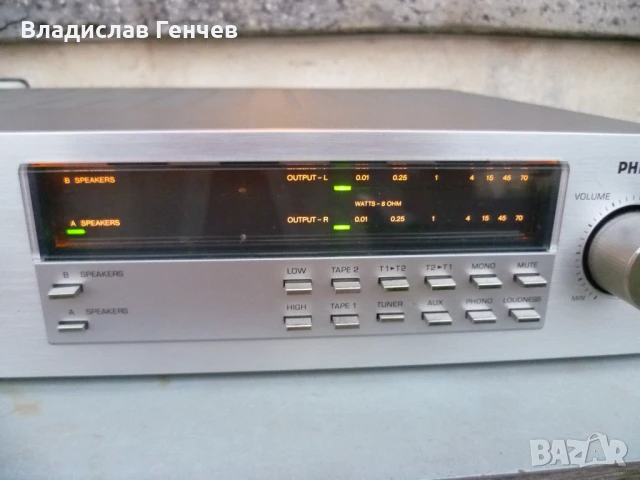 Владислав Генчев
OUTPUT-L 0.01 0.25 1 4 15 45 70
B SPEAKERS
WATTS-8 OHM
A SPEAKERS OUTPUT-R 0.01 0.25 1 4 15 45 70
PHI
VOLUME
MIN
B SPEAKERS LOW TAPE 2 T1►T2 T2►T1 MONO MUTE
A SPEAKERS HIGH TAPE 1 TUNER AUX PHONO LOUDNESS
BAZAR